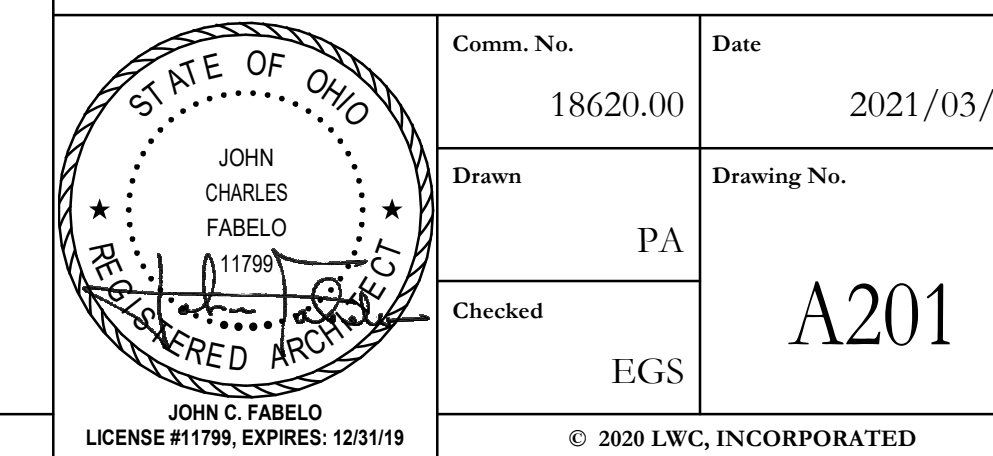 STATE OF OHIO
JOHN
CHARLES
FABELO
11799
REGISTERED ARCHITECT
JOHN C. FABELO
LICENSE #11799, EXPIRES: 12/31/19
Comm. No.
18620.00
Date
2021/03/
Drawn
PA
Drawing No.
A201
Checked
EGS
© 2020 LWC, INCORPORATED